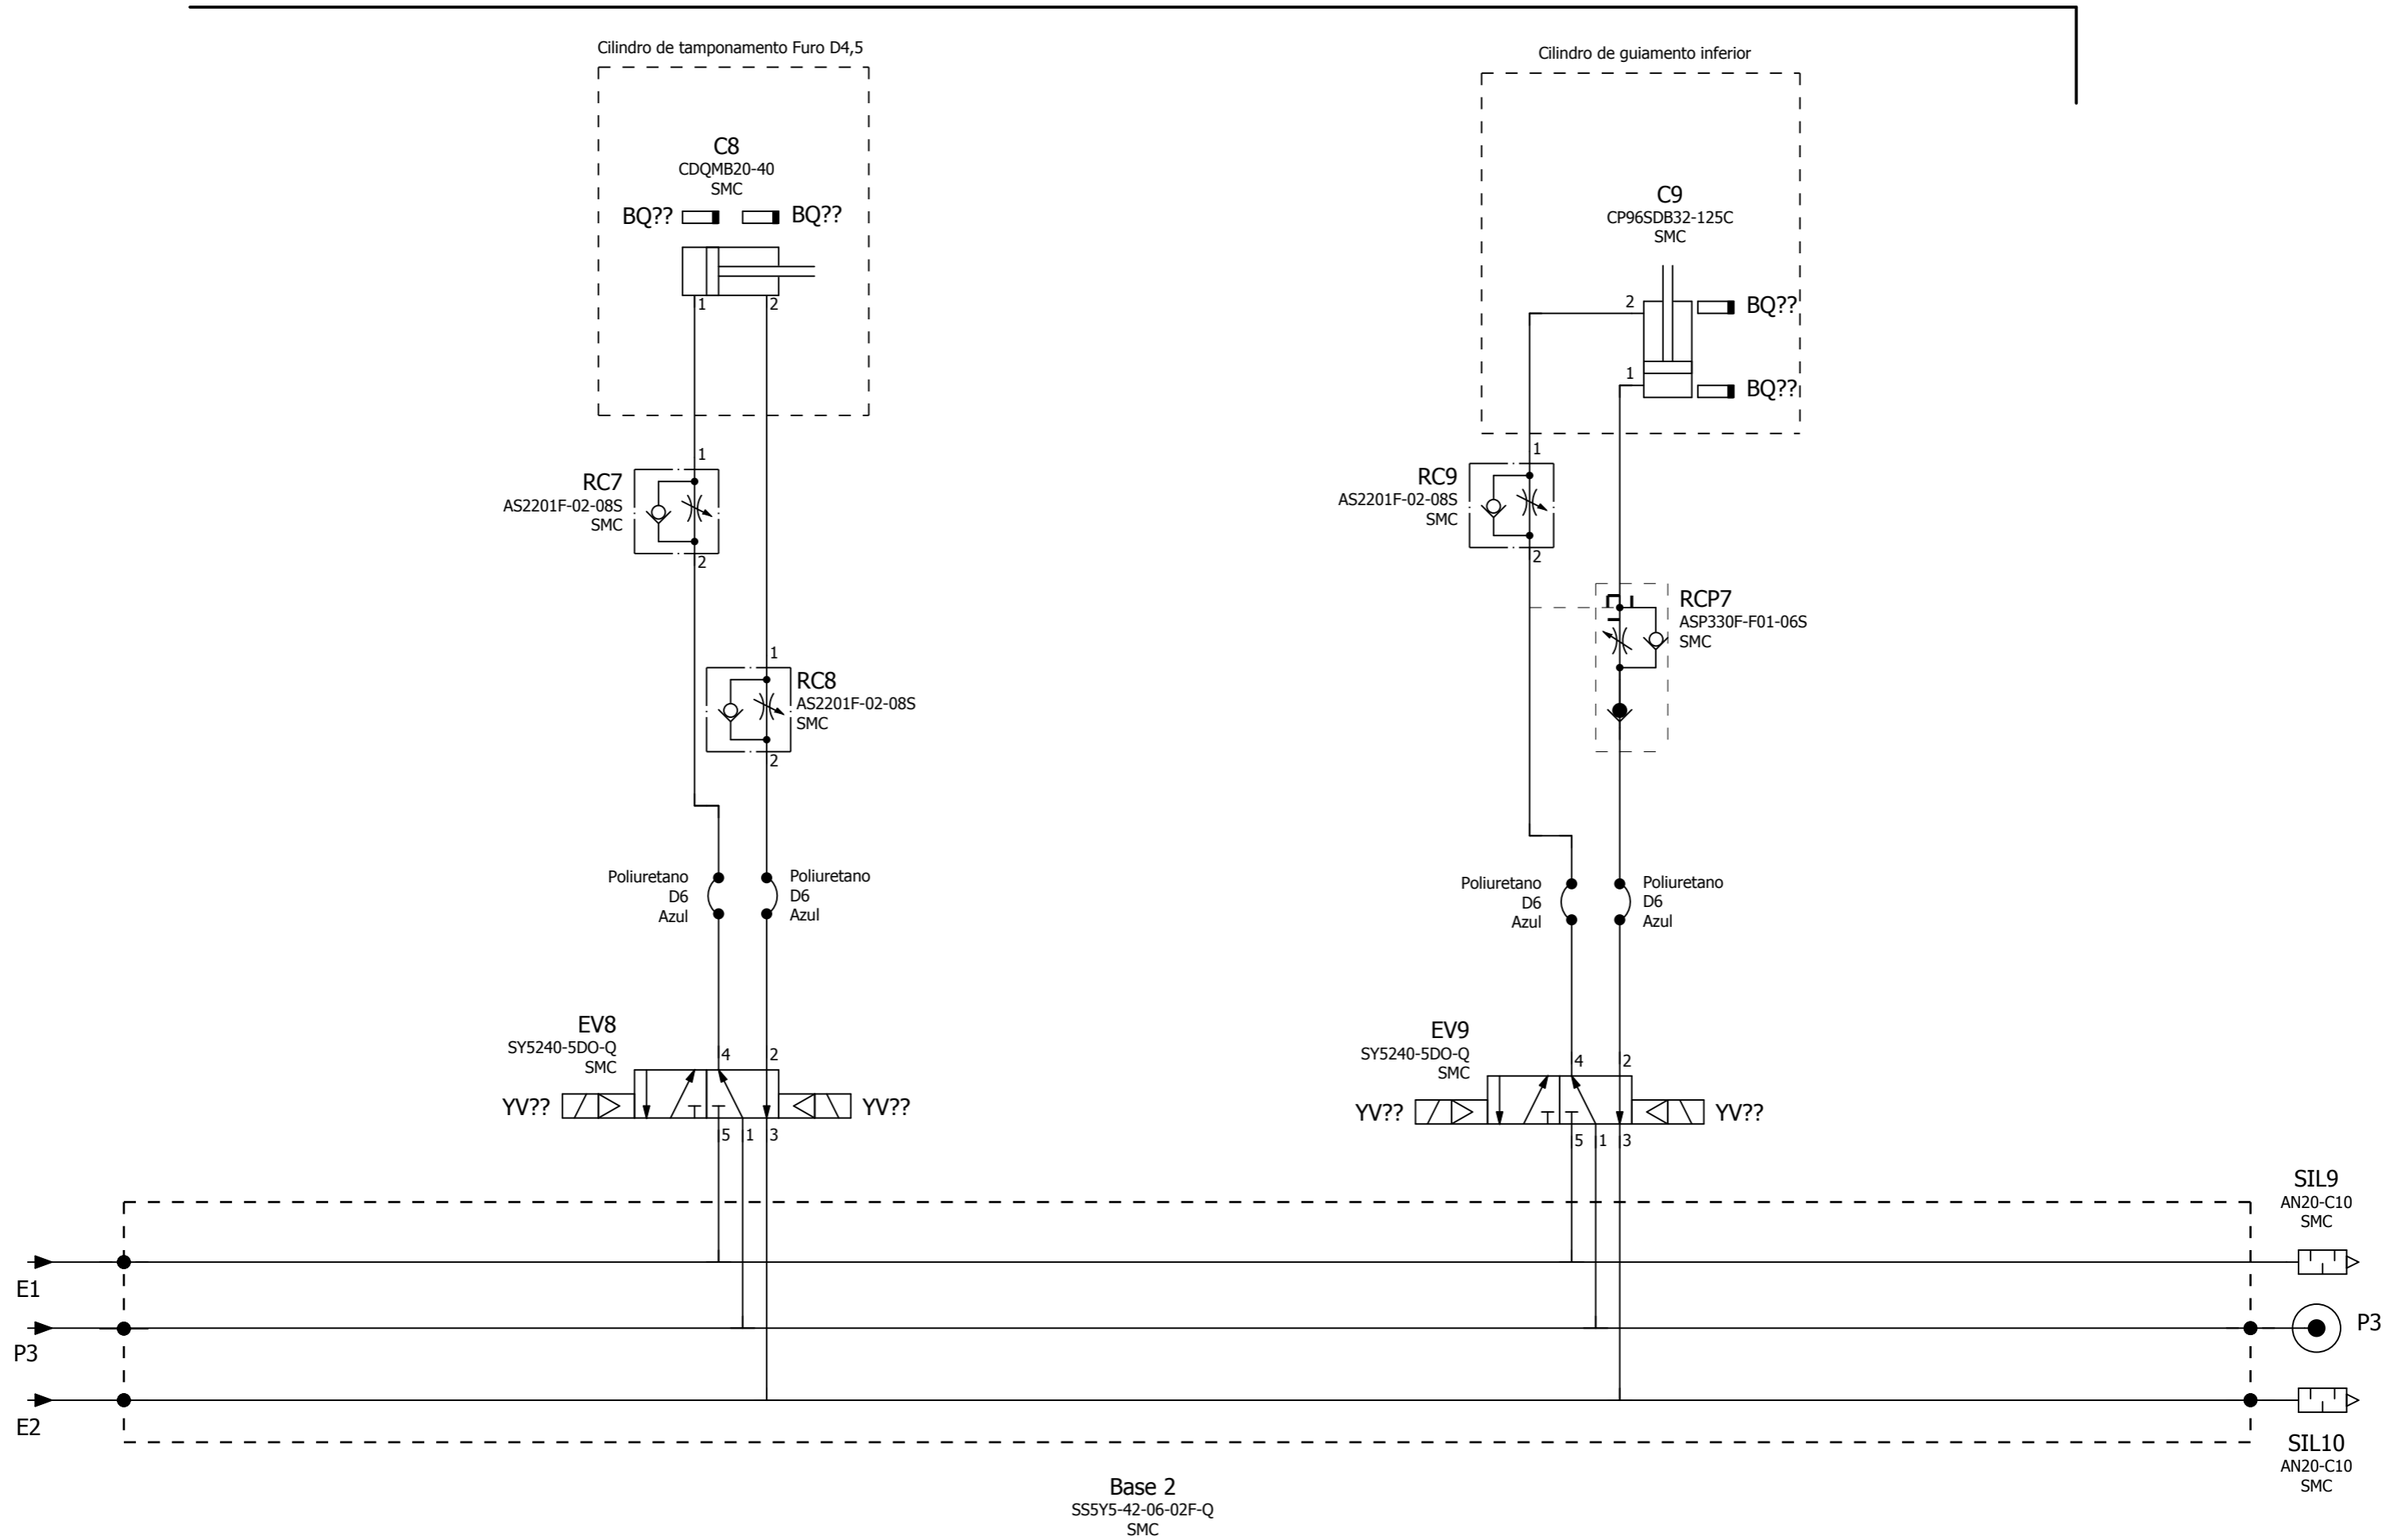 Cilindro de tamponamento Furo D4,5
C8
CDQMB20-40
SMC
BQ??
BQ??
1
2
1
RC7
AS2201F-02-08S
SMC
2
1
RC8
AS2201F-02-08S
SMC
2
Poliuretano
D6
Azul
Poliuretano
D6
Azul
EV8
SY5240-5DO-Q
SMC
4
2
YV??
YV??
5
1
3
Cilindro de guiamento inferior
C9
CP96SDB32-125C
SMC
2
BQ??
1
BQ??
1
RC9
AS2201F-02-08S
SMC
2
RCP7
ASP330F-F01-06S
SMC
Poliuretano
D6
Azul
Poliuretano
D6
Azul
EV9
SY5240-5DO-Q
SMC
4
2
YV??
YV??
5
1
3
SIL9
AN20-C10
SMC
E1
P3
P3
E2
SIL10
AN20-C10
SMC
Base 2
SS5Y5-42-06-02F-Q
SMC